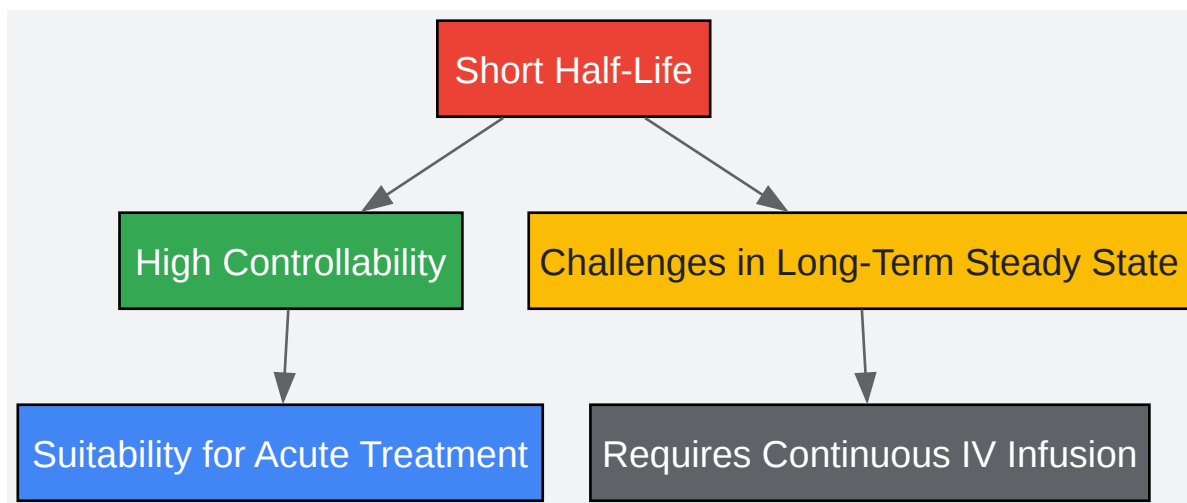 Short Half-Life
High Controllability
Challenges in Long-Term Steady State
Suitability for Acute Treatment
Requires Continuous IV Infusion